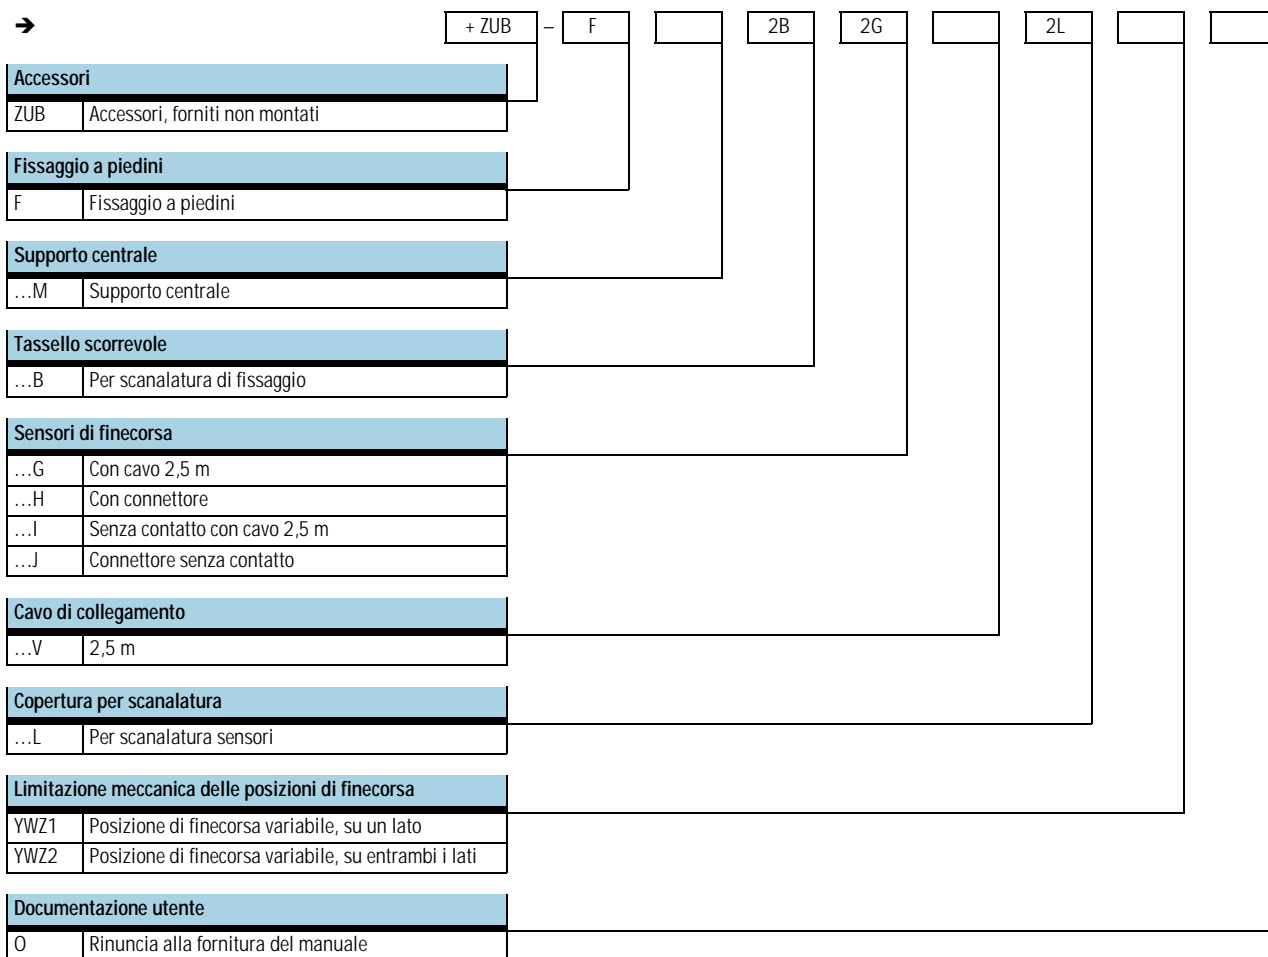 ➔ + ZUB – F 2B 2G 2L
Accessori
ZUB Accessori, forniti non montati
Fissaggio a piedini
F Fissaggio a piedini
Supporto centrale
…M Supporto centrale
Tassello scorrevole
…B Per scanalatura di fissaggio
Sensori di finecorsa
…G Con cavo 2,5 m
…H Con connettore
…I Senza contatto con cavo 2,5 m
…J Connettore senza contatto
Cavo di collegamento
…V 2,5 m
Copertura per scanalatura
…L Per scanalatura sensori
Limitazione meccanica delle posizioni di finecorsa
YWZ1 Posizione di finecorsa variabile, su un lato
YWZ2 Posizione di finecorsa variabile, su entrambi i lati
Documentazione utente
O Rinuncia alla fornitura del manuale